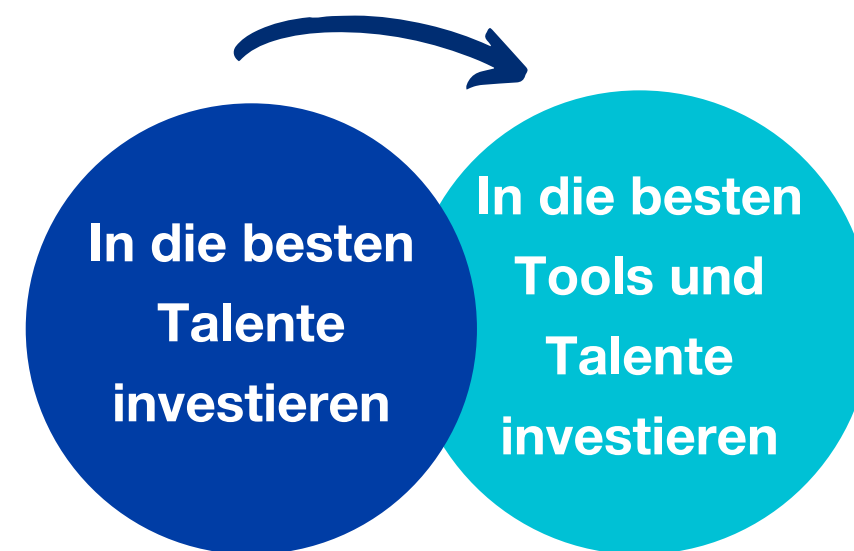 In die besten
Talente
investieren
In die besten
Tools und
Talente
investieren